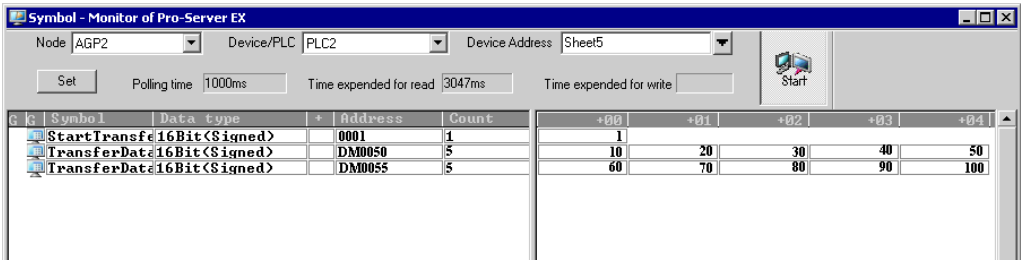 Symbol - Monitor of Pro-Server EX
Node AGP2 Device/PLC PLC2 Device Address Sheet5
Set Polling time 1000ms Time expended for read 3047ms Time expended for write
Start
G G Symbol Data type + Address Count +00 +01 +02 +03 +04
StartTransfe 16Bit(Signed) 0001 1 1
TransferData 16Bit(Signed) DM0050 5 10 20 30 40 50
TransferData 16Bit(Signed) DM0055 5 60 70 80 90 100